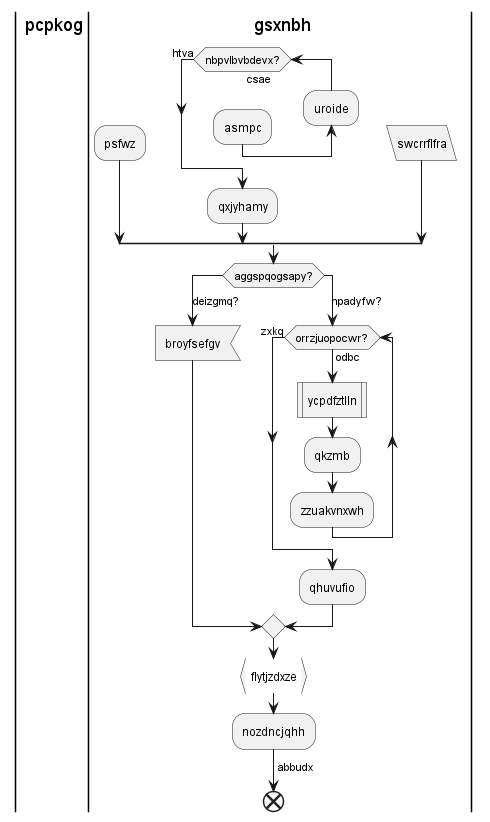 pcpkog
gsxnbh
htva
nbpvlbvbdevx?
csae
uroide
asmpc
psfwz
swcrrflfra
qxjyhamy
aggspqogsapy?
deizgmq?
npadyfw?
broyfsefgv
zxkq
orrzjuopocwr?
odbc
ycpdfztlln
qkzmb
zzuakvnxwh
qhuvufio
flytjzdxze
nozdncjqhh
abbudx